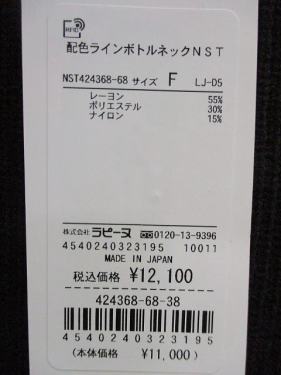 RFID
配色ラインボトルネックNST
NST424368-68 サイズ F LJ-D5
レーヨン 55%
ポリエステル 30%
ナイロン 15%
株式会社ラピーヌ 0120-13-9396
4540240323195 10011
MADE IN JAPAN
税込価格 ¥12,100
424368-68-38
4540240323195
(本体価格 ¥11,000)